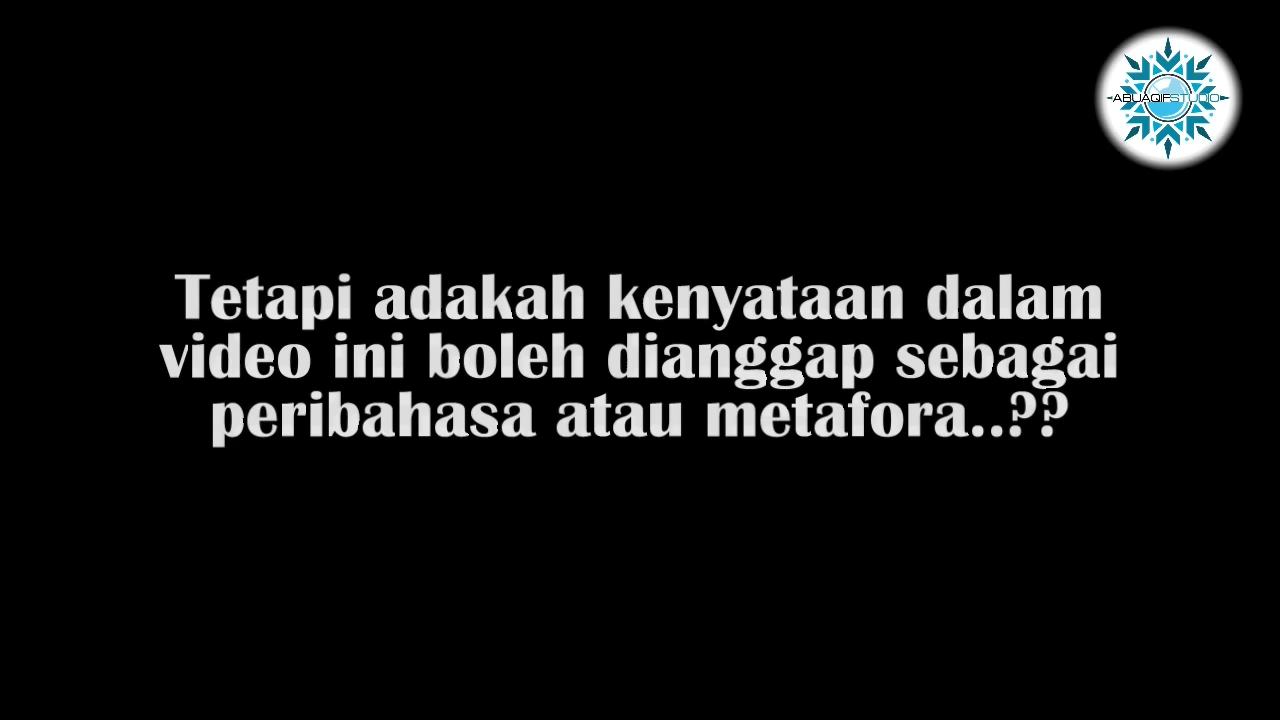 ABUAQIFSTUDIO
Tetapi adakah kenyataan dalam
video ini boleh dianggap sebagai
peribahasa atau metafora..??